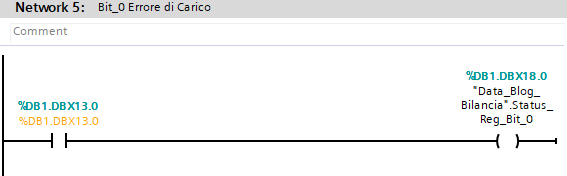 Network 5: Bit_0 Errore di Carico
Comment
%DB1.DBX13.0
%DB1.DBX13.0
%DB1.DBX18.0
"Data_Blog_
Bilancia".Status_
Reg_Bit_0